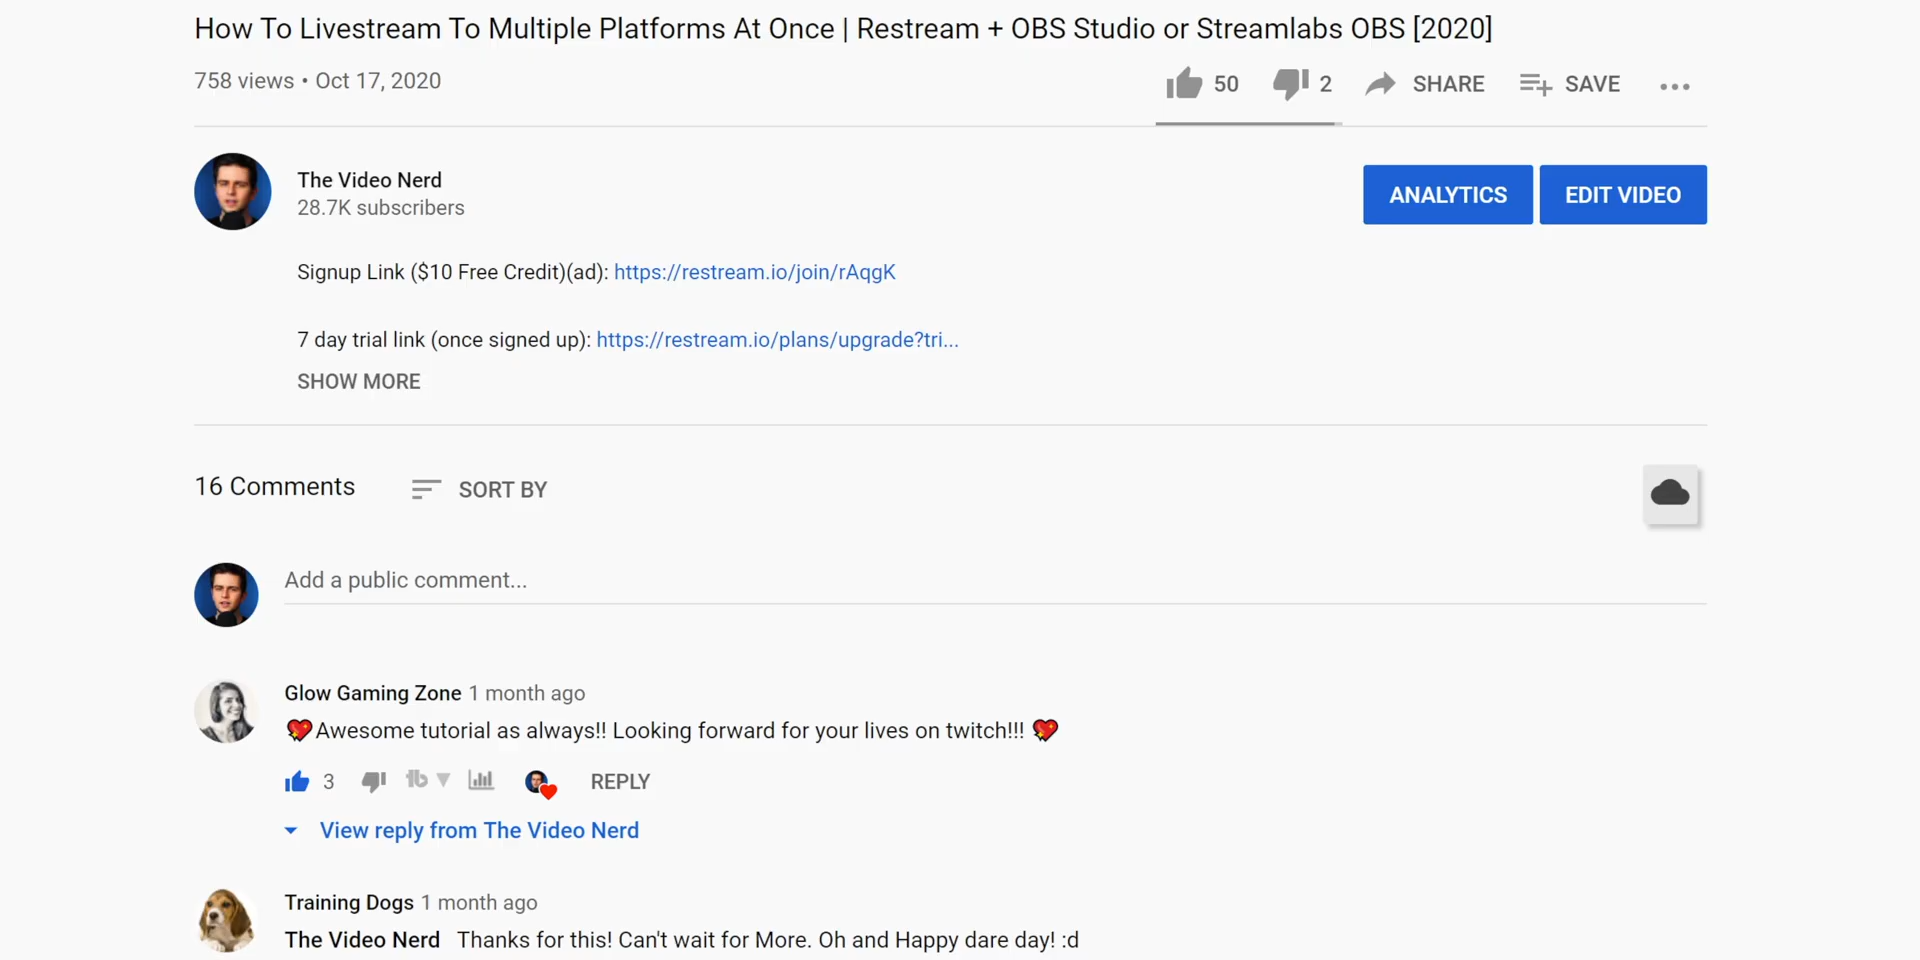 How To Livestream To Multiple Platforms At Once | Restream + OBS Studio or Streamlabs OBS [2020]
758 views • Oct 17, 2020
50 2 SHARE SAVE ...
The Video Nerd
28.7K subscribers
ANALYTICS EDIT VIDEO
Signup Link ($10 Free Credit)(ad): https://restream.io/join/rAqgK
7 day trial link (once signed up): https://restream.io/plans/upgrade?tri...
SHOW MORE
16 Comments SORT BY
Add a public comment...
Glow Gaming Zone 1 month ago
💖Awesome tutorial as always!! Looking forward for your lives on twitch!!! 💖
3 tb REPLY
View reply from The Video Nerd
Training Dogs 1 month ago
The Video Nerd Thanks for this! Can't wait for More. Oh and Happy dare day! :d